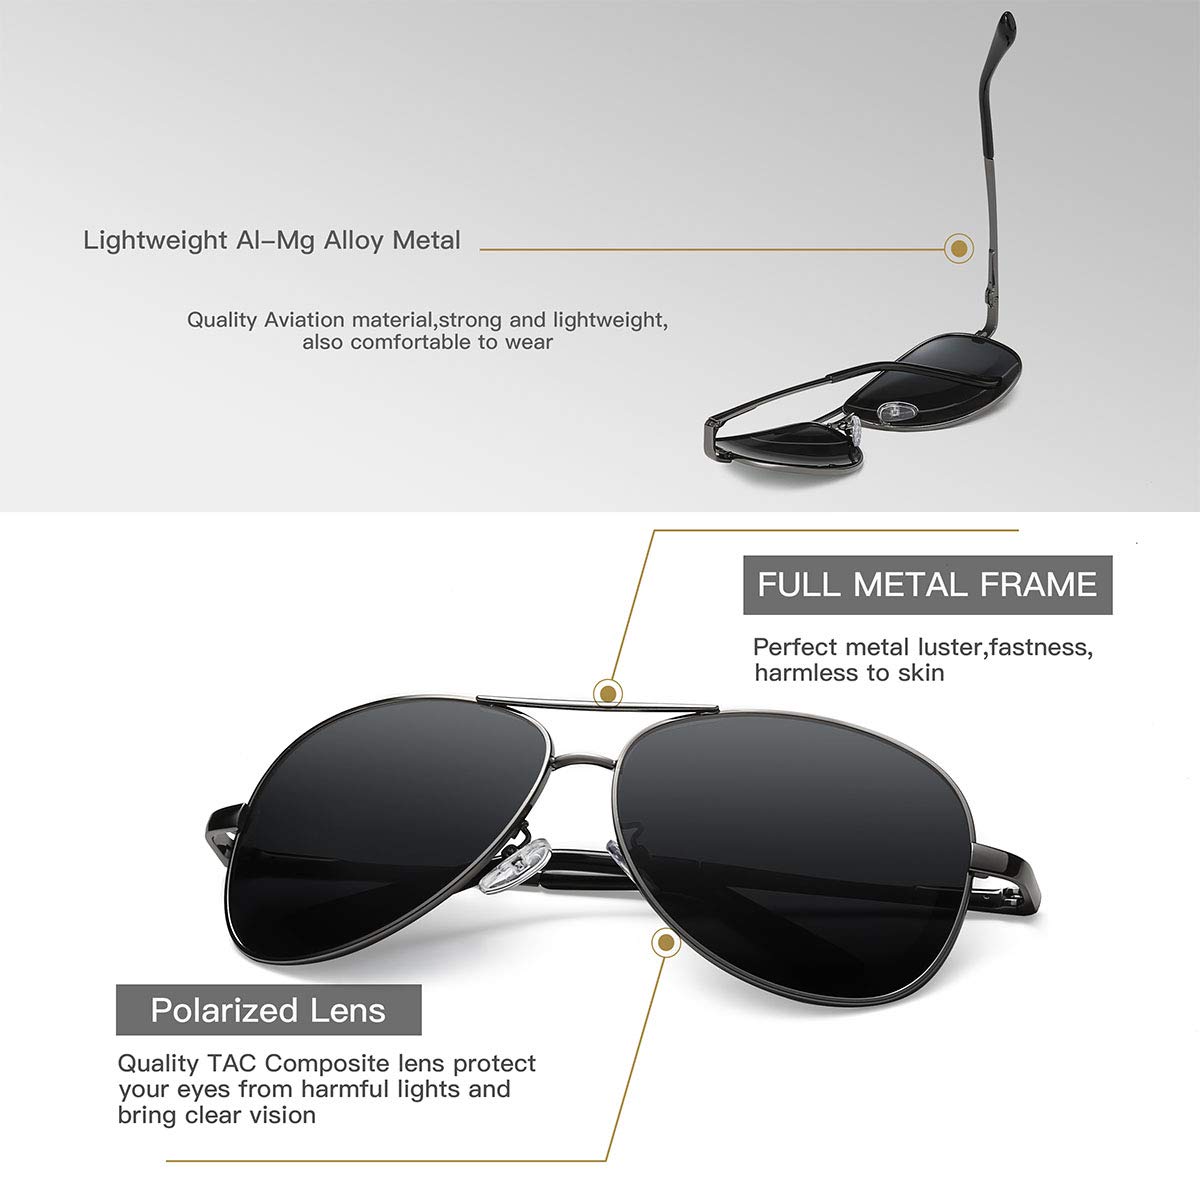 Lightweight Al-Mg Alloy Metal
Quality Aviation material,strong and lightweight,
also comfortable to wear
FULL METAL FRAME
Perfect metal luster,fastness,
harmless to skin
Polarized Lens
Quality TAC Composite lens protect
your eyes from harmful lights and
bring clear vision